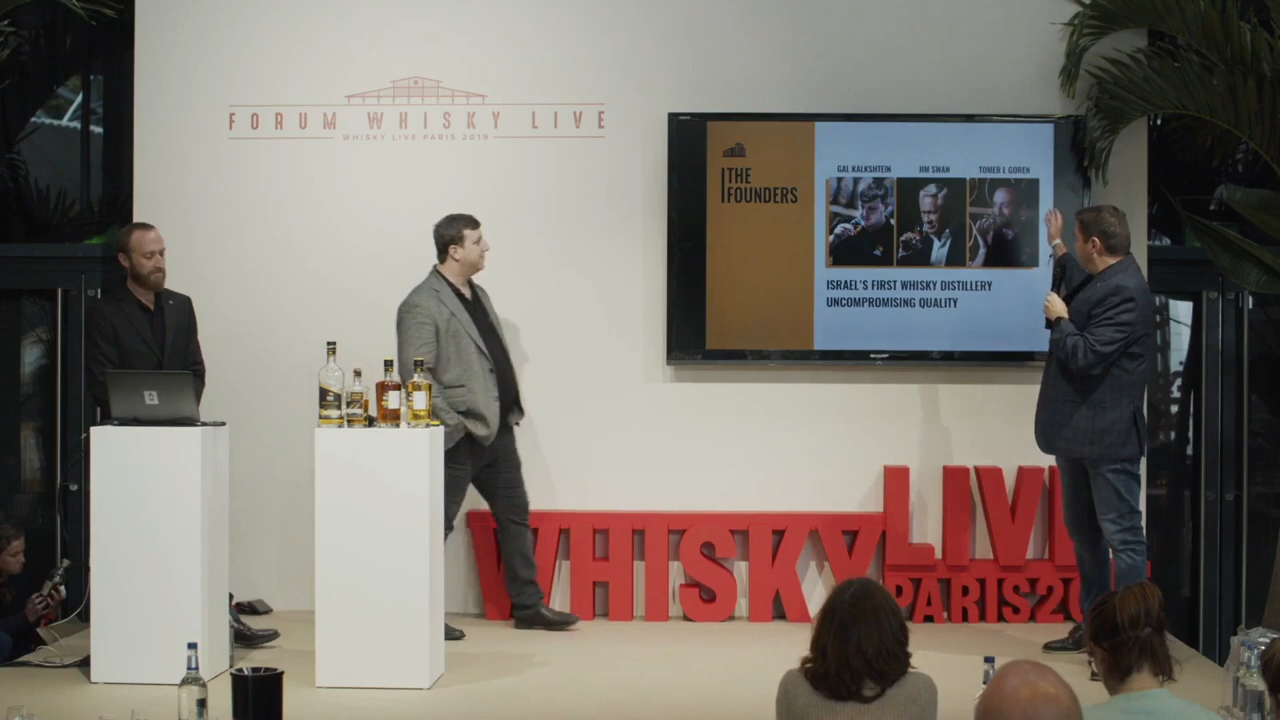 FORUM WHISKY LIVE
WHISKY LIVE PARIS 2019
THE
FOUNDERS
GAL KALKSHTEIN
JIM SWAN
TOMER L GOREN
ISRAEL'S FIRST WHISKY DISTILLERY
UNCOMPROMISING QUALITY
SHARP
WHISKY
LIVE
PARIS20